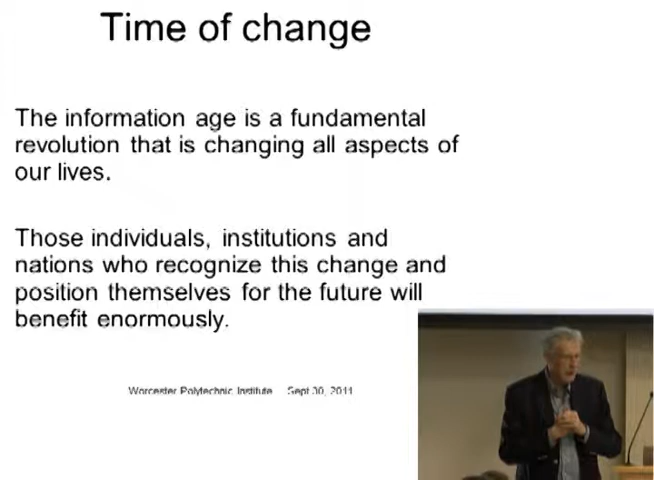 Time of change
The information age is a fundamental
revolution that is changing all aspects of
our lives.
Those individuals, institutions and
nations who recognize this change and
position themselves for the future will
benefit enormously.
Worcester Polytechnic Institute Sept 30, 2011